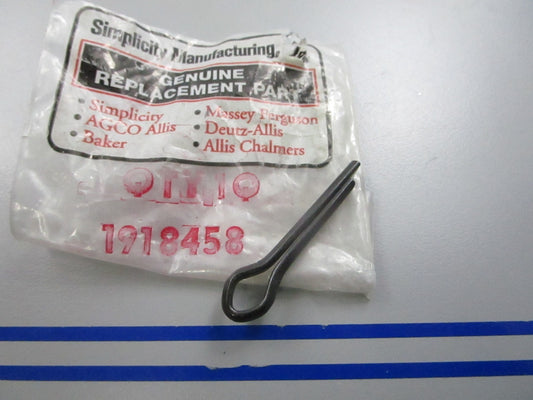 Simplicity Manufacturing,
GENUINE
REPLACEMENT PART
• Simplicity • Massey Ferguson
• AGCO Allis • Deutz-Allis
• Baker • Allis Chalmers
1918458